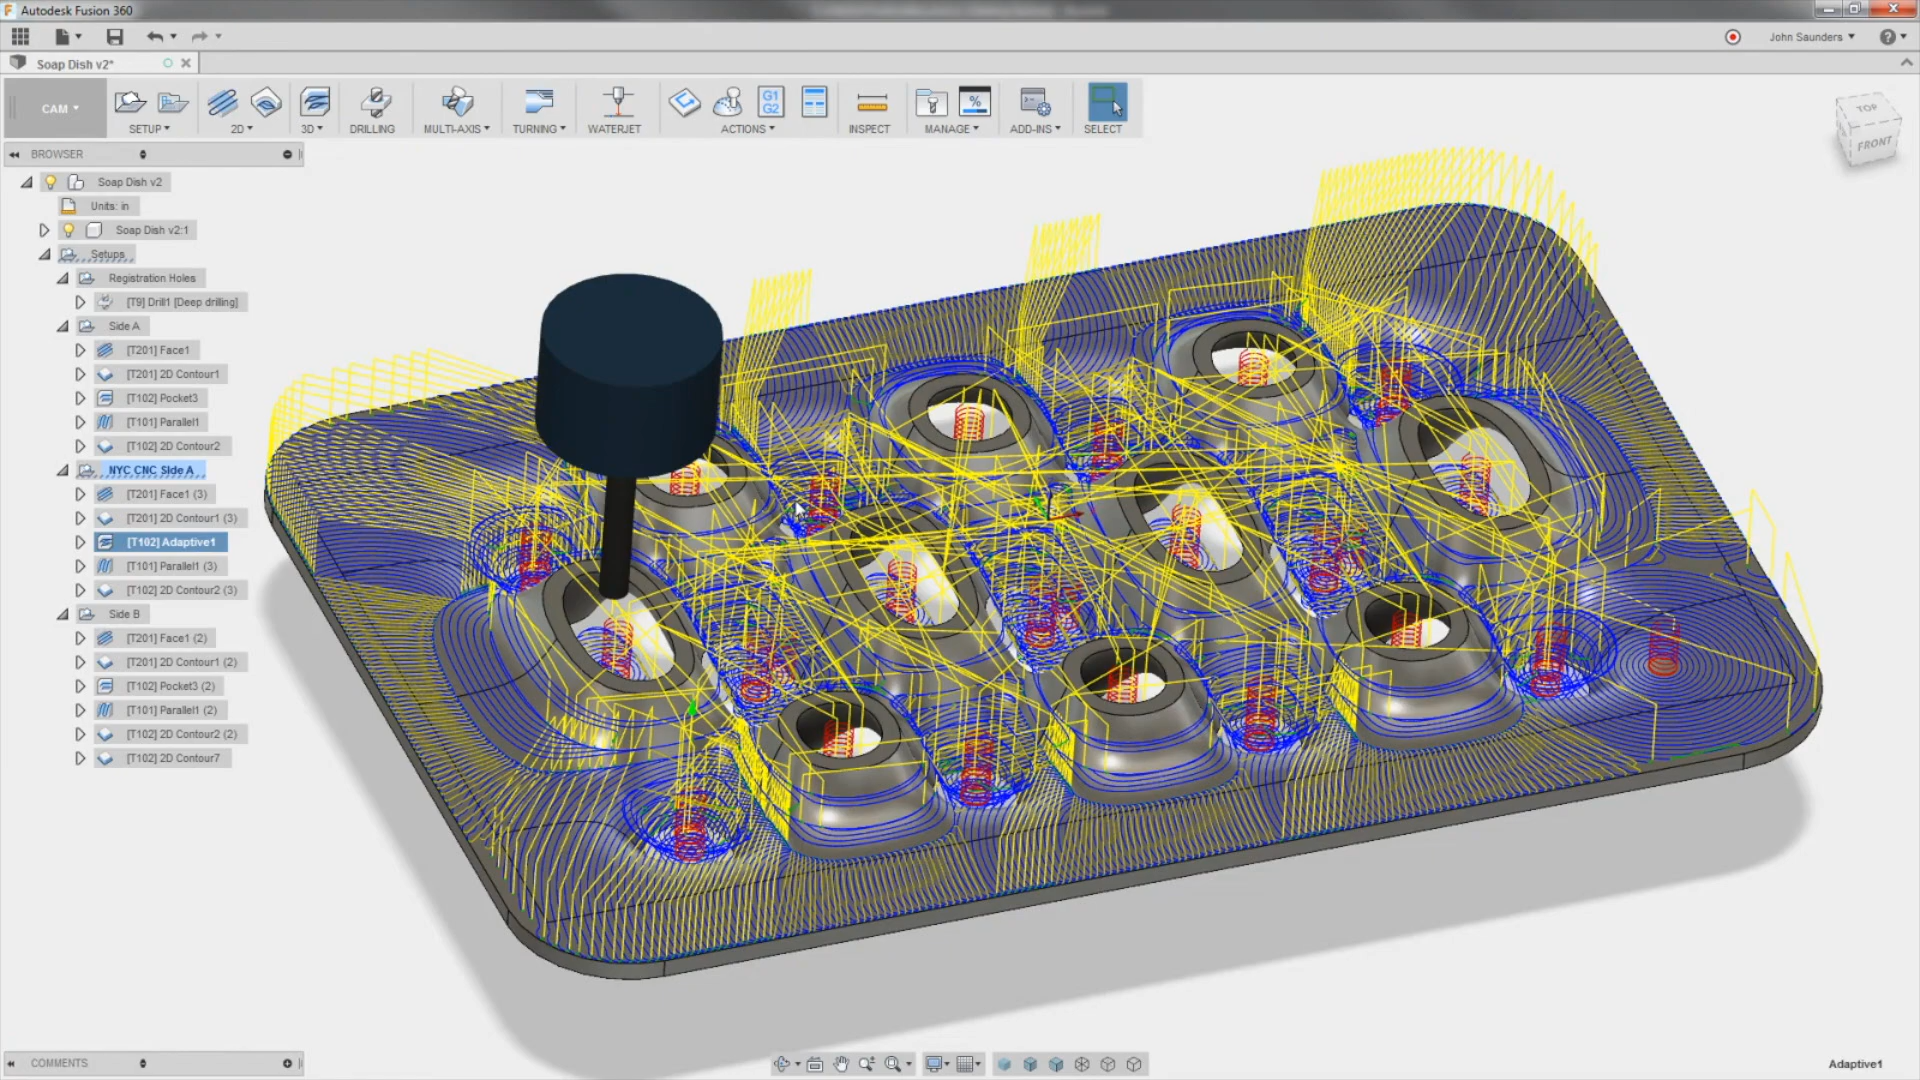 Autodesk Fusion 360
John Saunders
Soap Dish v2*
CAM
SETUP
2D
3D
DRILLING
MULTI-AXIS
TURNING
WATERJET
G1
G2
ACTIONS
INSPECT
%
MANAGE
ADD-INS
SELECT
TOP
FRONT
BROWSER
Soap Dish v2
Units: in
Soap Dish v2:1
Setups
Registration Holes
[T9] Drill1 [Deep drilling]
Side A
[T201] Face1
[T201] 2D Contour1
[T102] Pocket3
[T101] Parallel1
[T102] 2D Contour2
NYC CNC Side A
[T201] Face1 (3)
[T201] 2D Contour1 (3)
[T102] Adaptive1
[T101] Parallel1 (3)
[T102] 2D Contour2 (3)
Side B
[T201] Face1 (2)
[T201] 2D Contour1 (2)
[T102] Pocket3 (2)
[T101] Parallel1 (2)
[T102] 2D Contour2 (2)
[T102] 2D Contour7
COMMENTS
Adaptive1